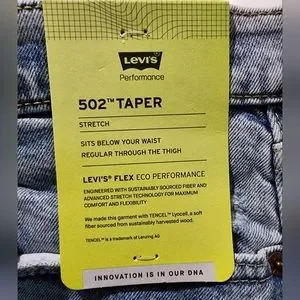 LEVI'S
Performance
502™ TAPER
STRETCH
SITS BELOW YOUR WAIST
REGULAR THROUGH THE THIGH
LEVI'S® FLEX ECO PERFORMANCE
ENGINEERED WITH SUSTAINABLY SOURCED FIBER AND
ADVANCED STRETCH TECHNOLOGY FOR MAXIMUM
COMFORT AND FLEXIBILITY
We made this garment with TENCEL™ Lyocell, a soft
fiber sourced from sustainably harvested wood.
TENCEL™ is a trademark of Lenzing AG
INNOVATION IS IN OUR DNA